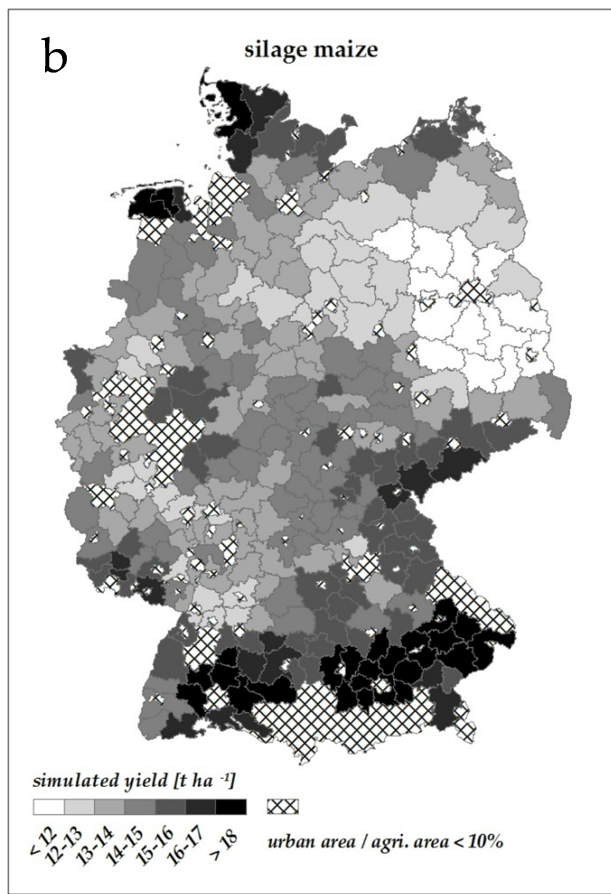 b
silage maize
simulated yield [t ha -1]
< 12
12-13
13-14
14-15
15-16
16-17
> 18
urban area / agri. area < 10%